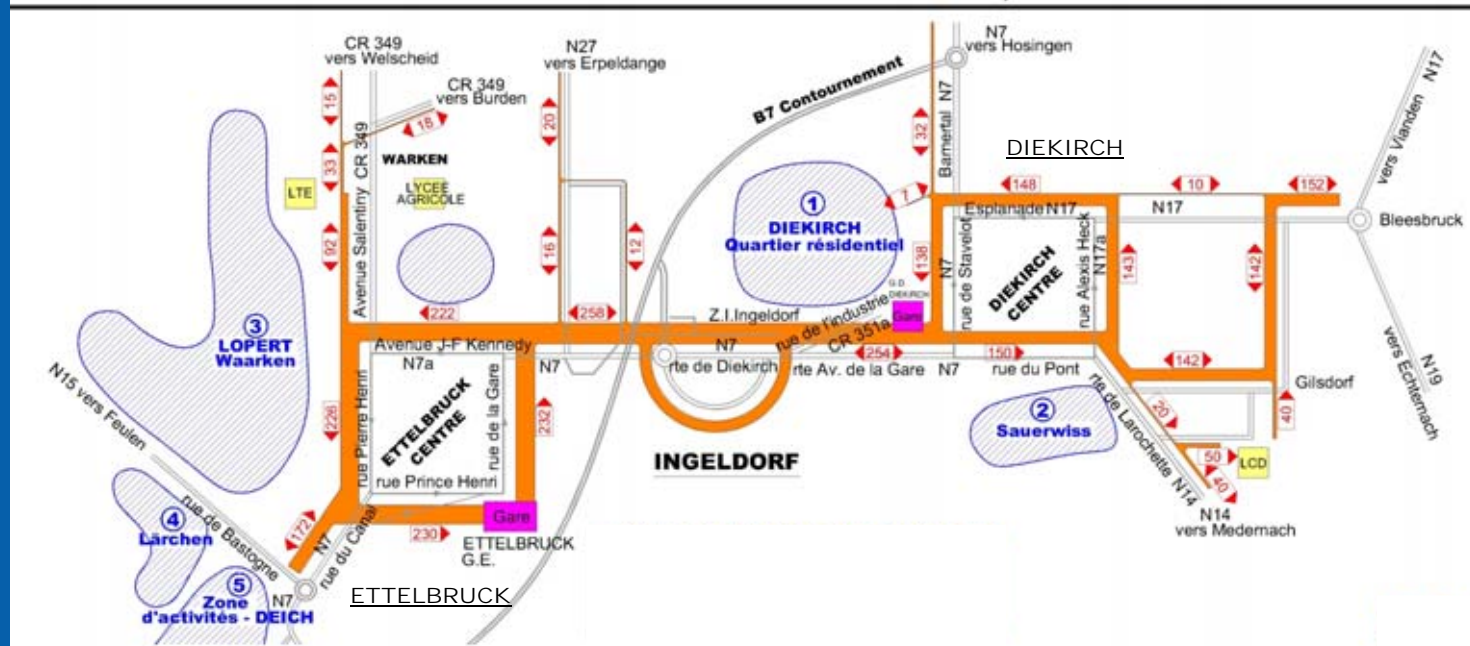 CR 349
vers Welscheid
N27
vers Erpeldange
N7
vers Hosingen
CR 349
vers Burden
B7 Contournement
N17
vers Vianden
15
18
20
32
Bamertal N7
DIEKIRCH
33
CR 349
WARKEN
LTE
LYCEE
AGRICOLE
Avenue Salentiny
92
16
12
1
DIEKIRCH
Quartier résidentiel
7
148
10
152
Esplanade N17
N17
Bleesbruck
138
N7
rue de Stavelot
DIEKIRCH
CENTRE
rue Alexis Heck
N17a
143
142
G.D.
DIEKIRCH
Gare
222
258
Z.I.Ingeldorf
rue de l'industrie
CR 351a
3
LOPERT
Waarken
Avenue J-F Kennedy
N7a
N7
N7
rte de Diekirch
rte Av. de la Gare
254
N7
150
rue du Pont
142
Gilsdorf
N19
vers Echternach
N15 vers Feulen
226
rue Pierre Henri
ETTELBRUCK
CENTRE
rue de la Gare
232
2
Sauerwiss
rte de Larochette N14
20
40
50
40
LCD
INGELDORF
rue Prince Henri
4
Lärchen
rue de Bastogne
172
N7
rue du Canal
230
Gare
ETTELBRUCK
G.E.
N14
vers Medernach
5
Zone
d'activités - DEICH
N7
ETTELBRUCK